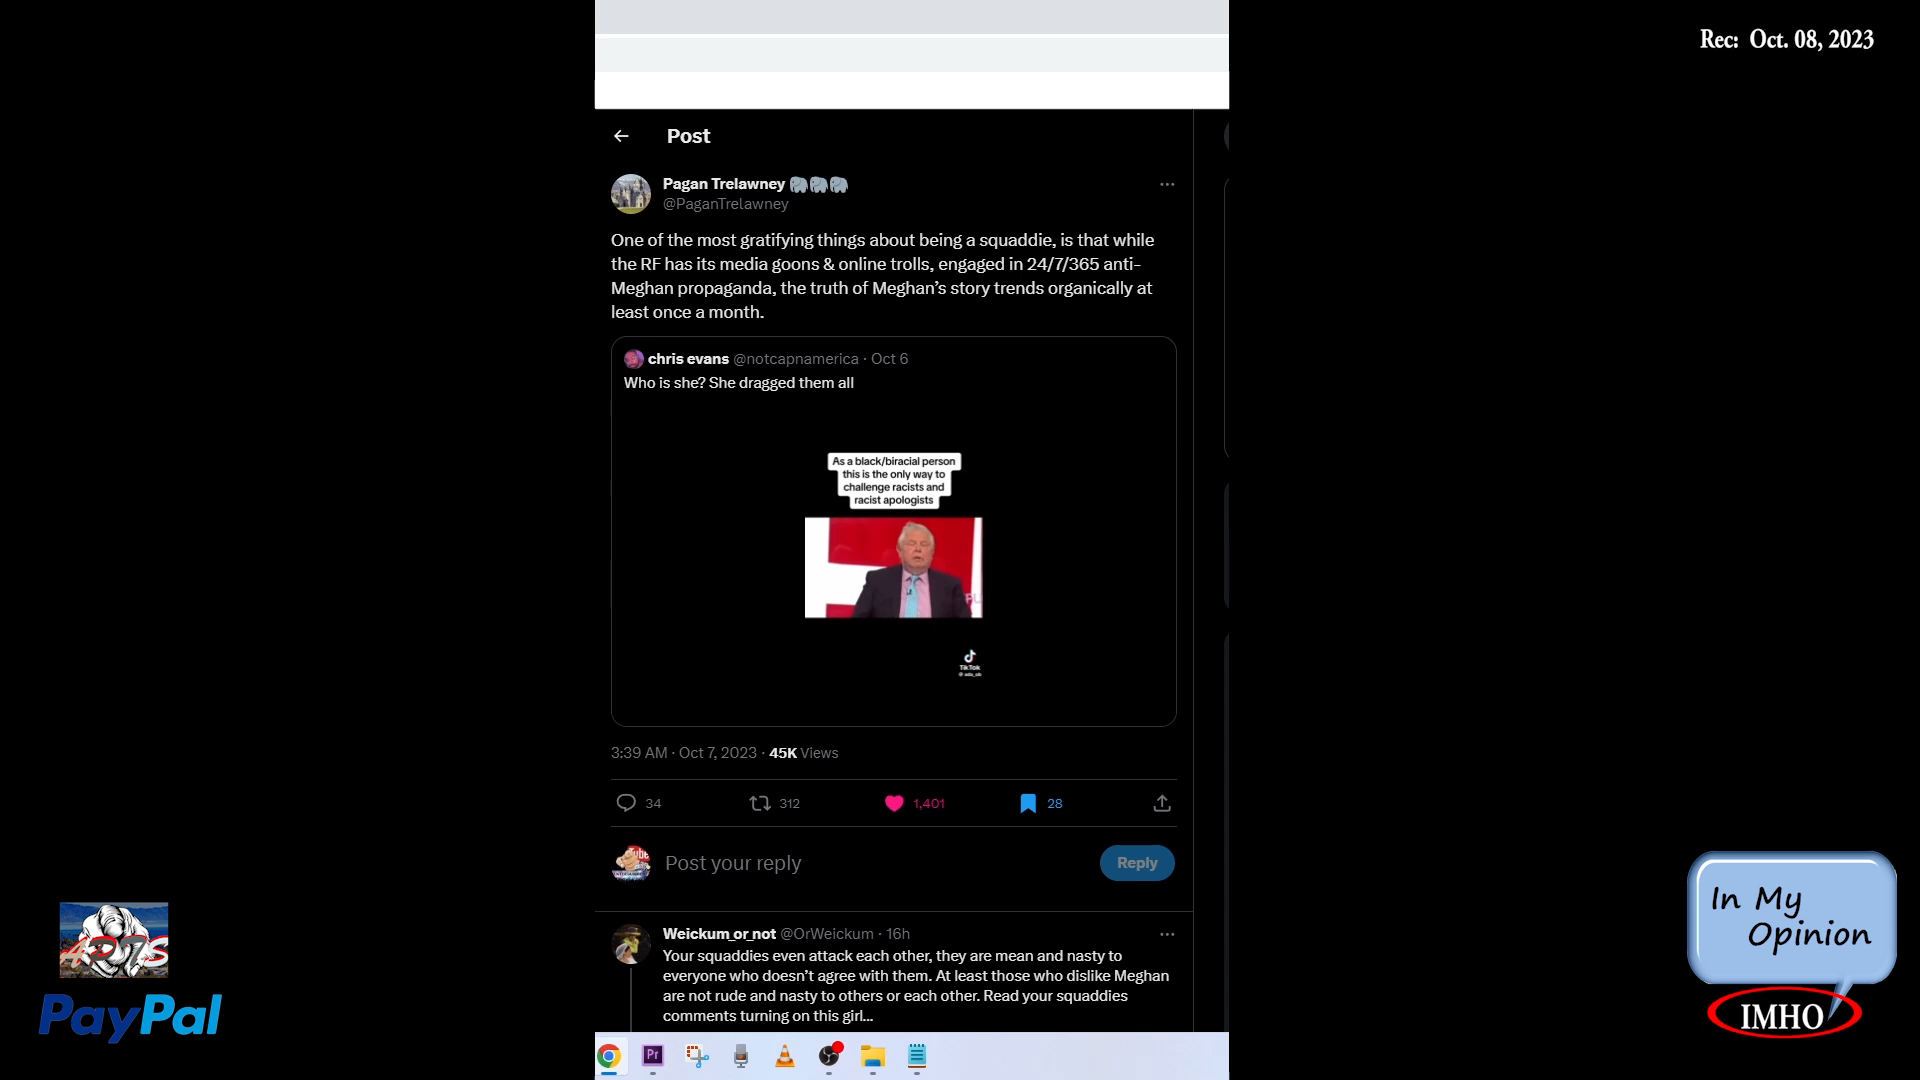 Rec: Oct. 08, 2023
Post
Pagan Trelawney 🐘🐘🐘
@PaganTrelawney
One of the most gratifying things about being a squaddie, is that while
the RF has its media goons & online trolls, engaged in 24/7/365 anti-
Meghan propaganda, the truth of Meghan’s story trends organically at
least once a month.
chris evans @notcapnamerica · Oct 6
Who is she? She dragged them all
As a black/biracial person
this is the only way to
challenge racists and
racist apologists
TikTok
3:39 AM · Oct 7, 2023 · 45K Views
34 312 1,401 28
Post your reply
Reply
Weickum_or_not @OrWeickum · 16h
Your squaddies even attack each other, they are mean and nasty to
everyone who doesn’t agree with them. At least those who dislike Meghan
are not rude and nasty to others or each other. Read your squaddies
comments turning on this girl...
PayPal
In My
Opinion
IMHO
Pr